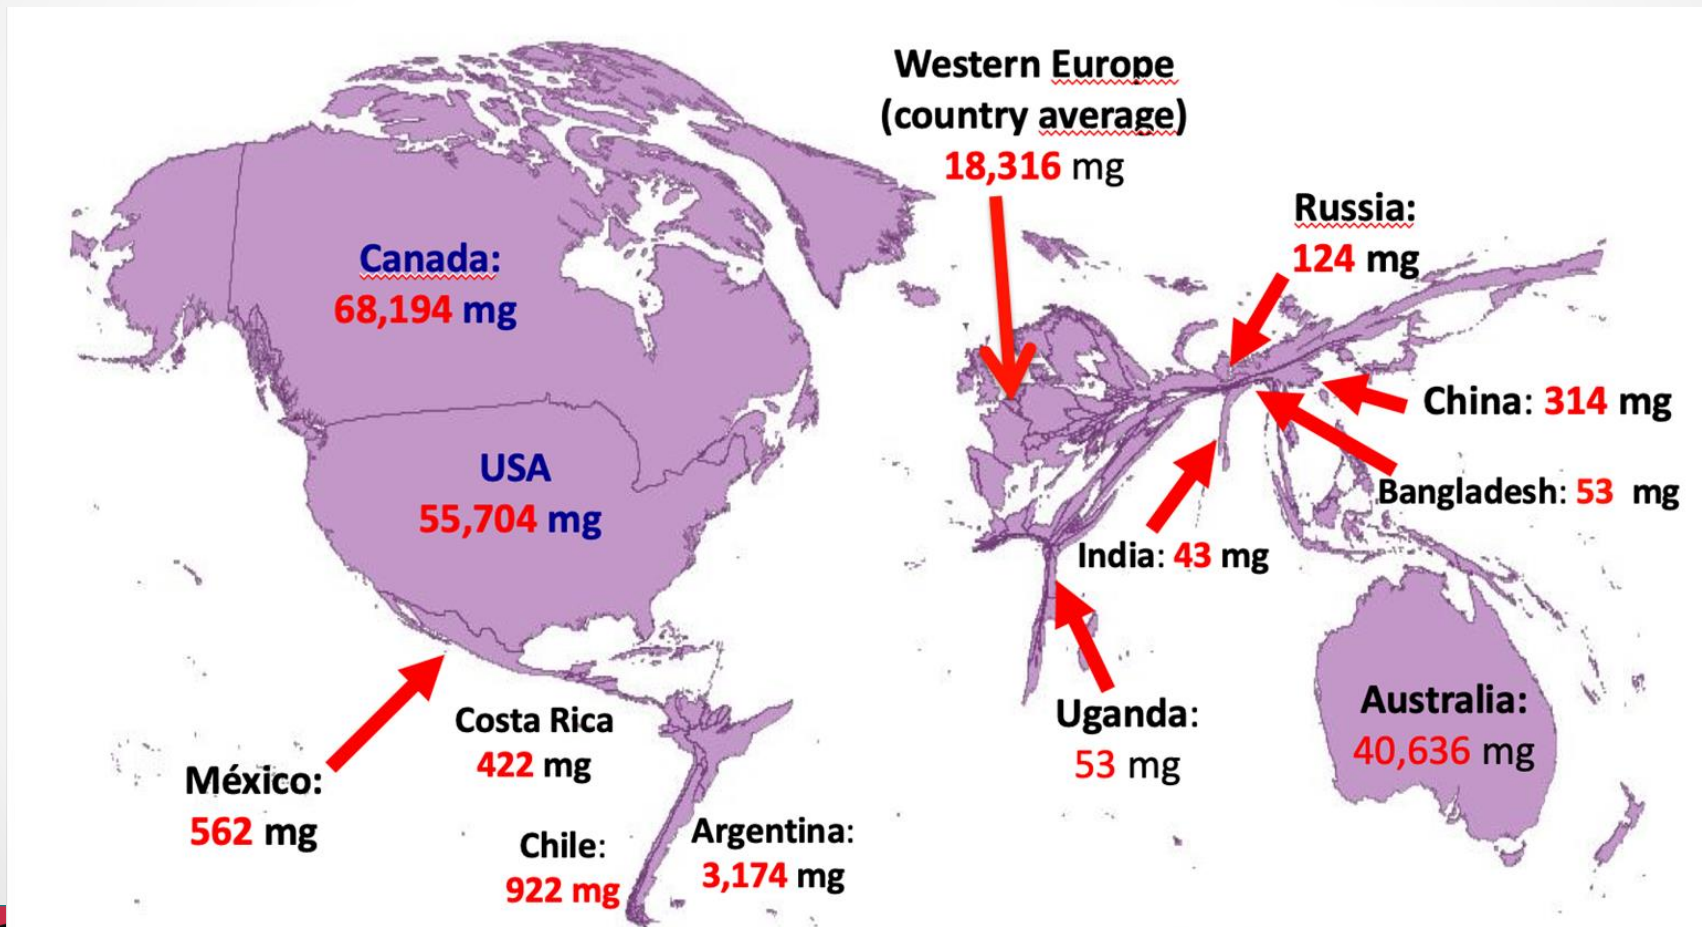 Western Europe
(country average)
18,316 mg
Russia:
124 mg
Canada:
68,194 mg
China: 314 mg
USA
55,704 mg
Bangladesh: 53 mg
India: 43 mg
Uganda:
53 mg
Australia:
40,636 mg
Costa Rica
422 mg
México:
562 mg
Chile:
922 mg
Argentina:
3,174 mg